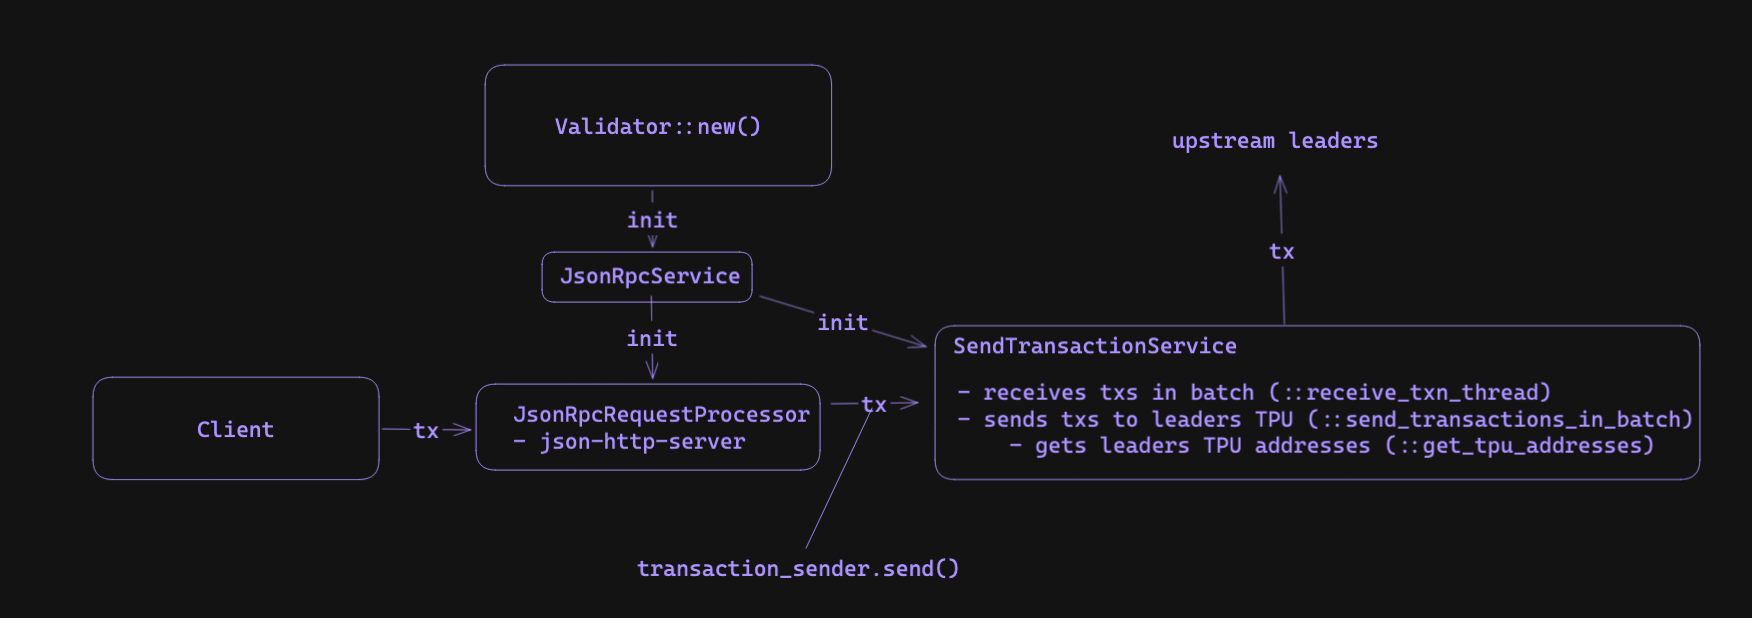 Validator::new()
upstream leaders
init
tx
JsonRpcService
init
init
SendTransactionService
- receives txs in batch (::receive_txn_thread)
- sends txs to leaders TPU (::send_transactions_in_batch)
- gets leaders TPU addresses (::get_tpu_addresses)
Client
tx
JsonRpcRequestProcessor
- json-http-server
tx
transaction_sender.send()